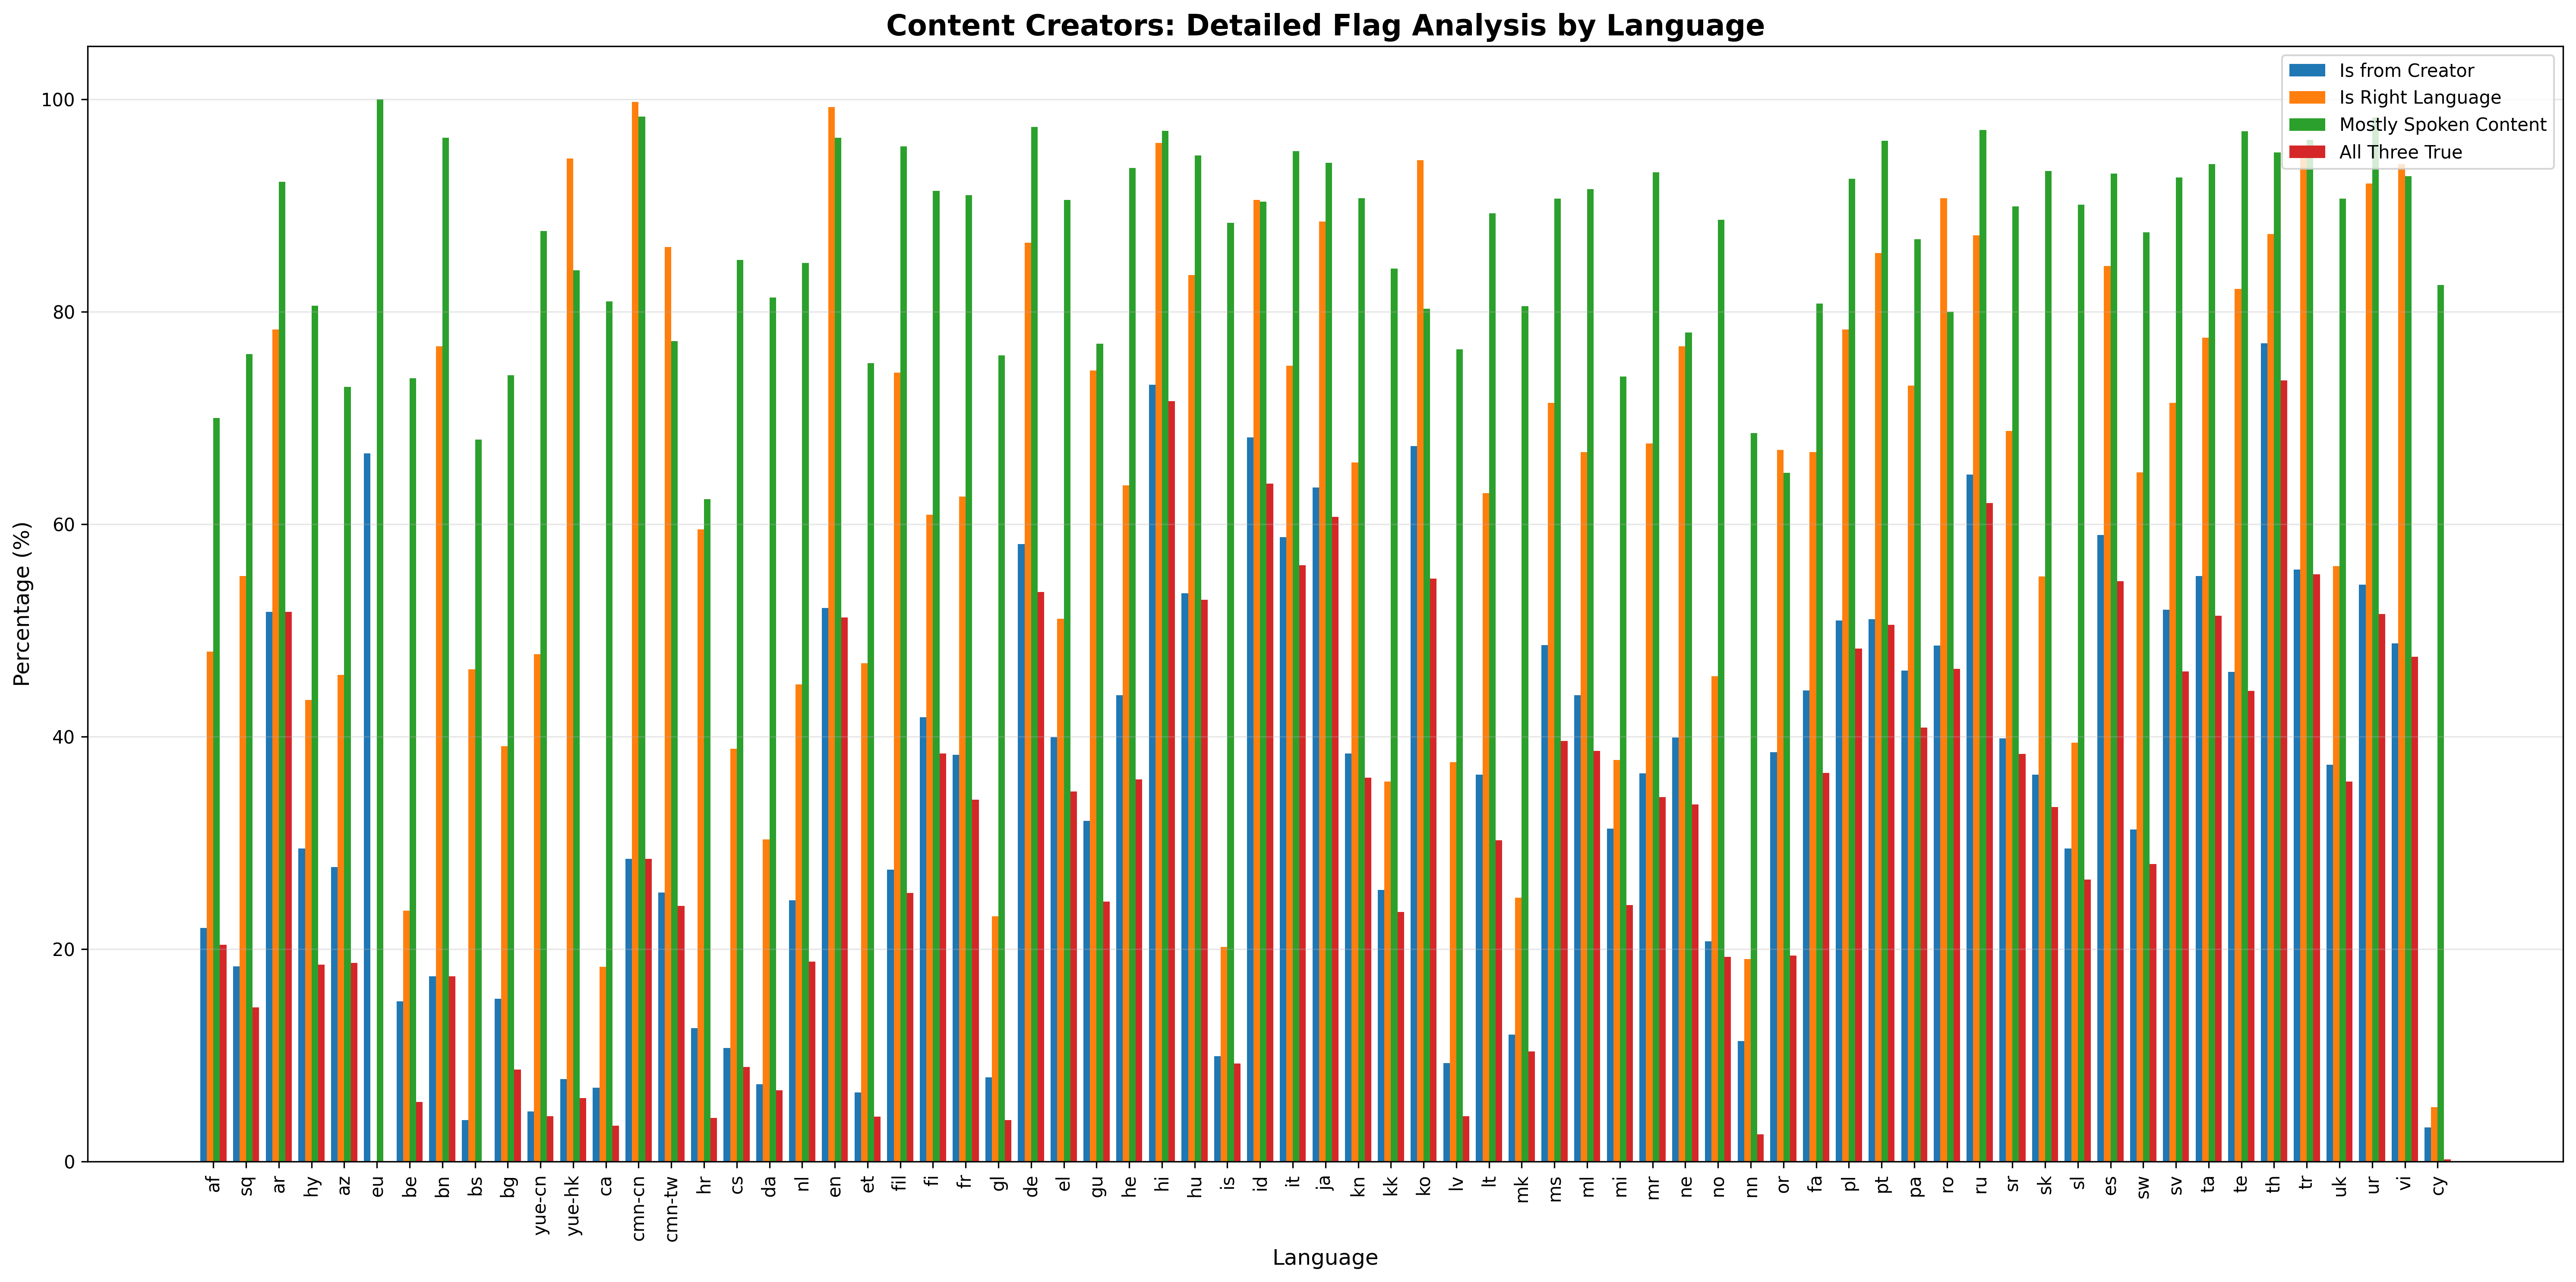 Content Creators: Detailed Flag Analysis by Language
Is from Creator
Is Right Language
Mostly Spoken Content
All Three True
Percentage (%)
100
80
60
40
20
0
af
sq
ar
hy
az
eu
be
bn
bs
bg
yue-cn
yue-hk
ca
cmn-cn
cmn-tw
hr
cs
da
nl
en
et
fil
fi
fr
gl
de
el
gu
he
hi
hu
is
id
it
ja
kn
kk
ko
lv
lt
mk
ms
ml
mi
mr
ne
no
nn
or
fa
pl
pt
pa
ro
ru
sr
sk
sl
es
sw
sv
ta
te
th
tr
uk
ur
vi
cy
Language